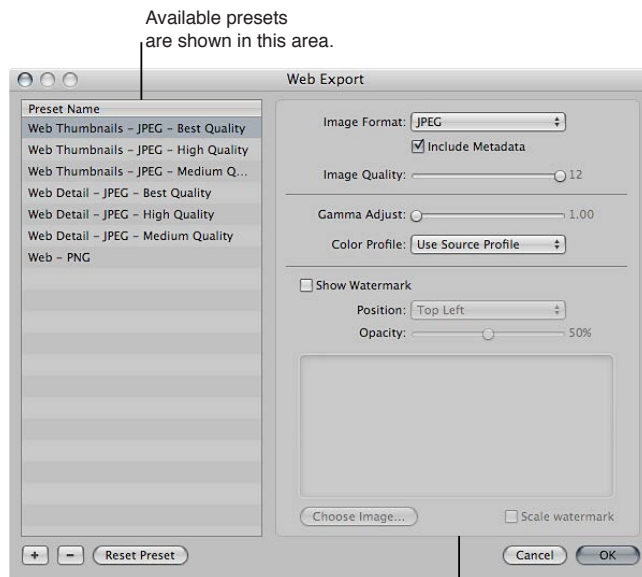 Available presets
are shown in this area.
Web Export
Preset Name
Web Thumbnails – JPEG – Best Quality
Web Thumbnails – JPEG – High Quality
Web Thumbnails – JPEG – Medium Q...
Web Detail – JPEG – Best Quality
Web Detail – JPEG – High Quality
Web Detail – JPEG – Medium Quality
Web – PNG
Image Format: JPEG
Include Metadata
Image Quality: 12
Gamma Adjust: 1.00
Color Profile: Use Source Profile
Show Watermark
Position: Top Left
Opacity: 50%
Choose Image... Scale watermark
+ – Reset Preset Cancel OK